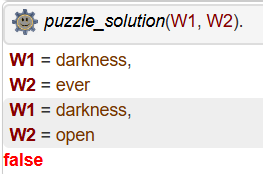 puzzle_solution(W1, W2).
W1 = darkness,
W2 = ever
W1 = darkness,
W2 = open
false